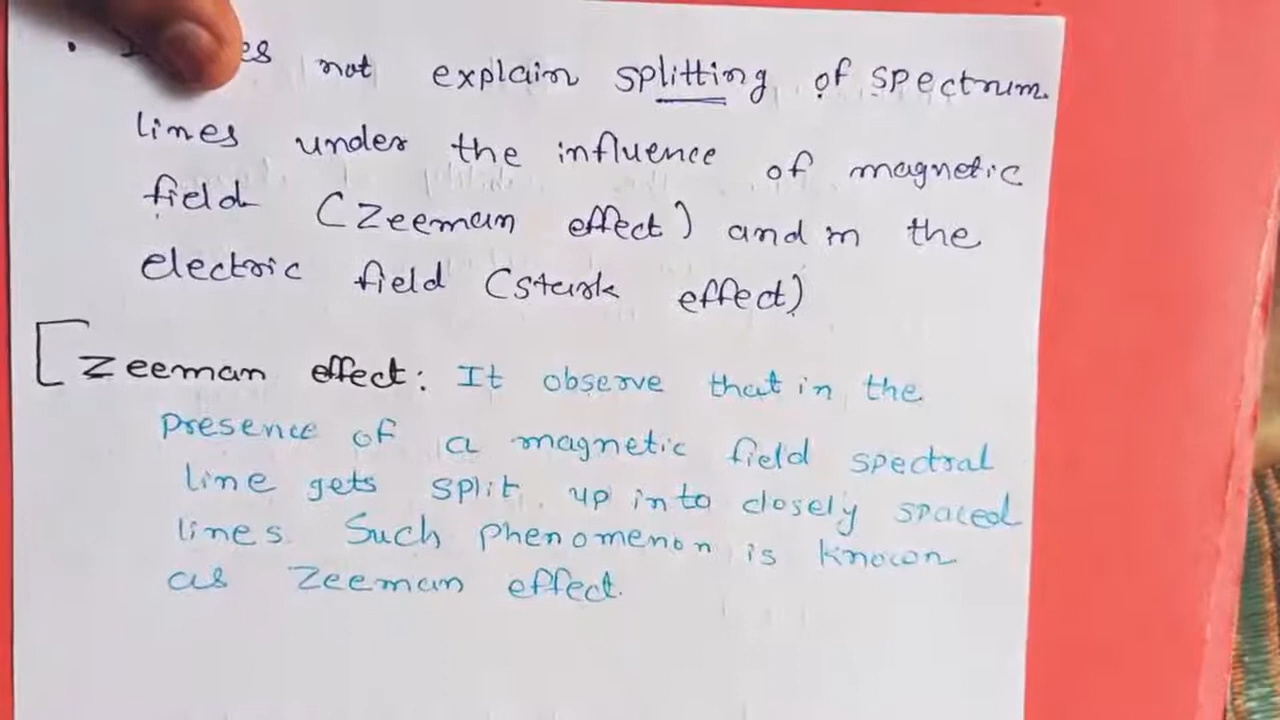 • not explain splitting of spectrum.
lines under the influence of magnetic
field (Zeeman effect) and in the
electric field (Stark effect)
[Zeeman effect: It observe that in the
presence of a magnetic field spectral
line gets split up into closely spaced
lines. Such phenomenon is known
as Zeeman effect.